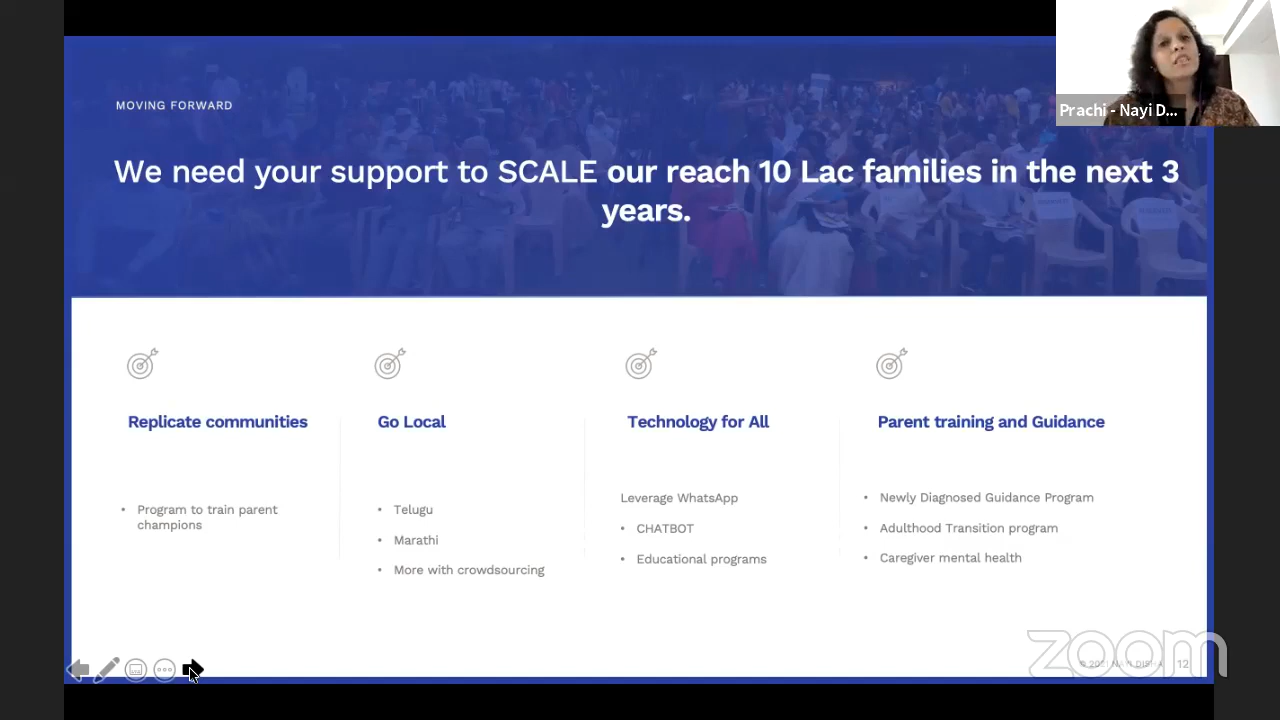 Prachi - Nayi D...
MOVING FORWARD
We need your support to SCALE our reach 10 Lac families in the next 3
years.
Replicate communities
Go Local
Technology for All
Parent training and Guidance
• Program to train parent
champions
• Telugu
• Marathi
• More with crowdsourcing
Leverage WhatsApp
• CHATBOT
• Educational programs
• Newly Diagnosed Guidance Program
• Adulthood Transition program
• Caregiver mental health
zoom
© 2021 NAYI DISHA
12